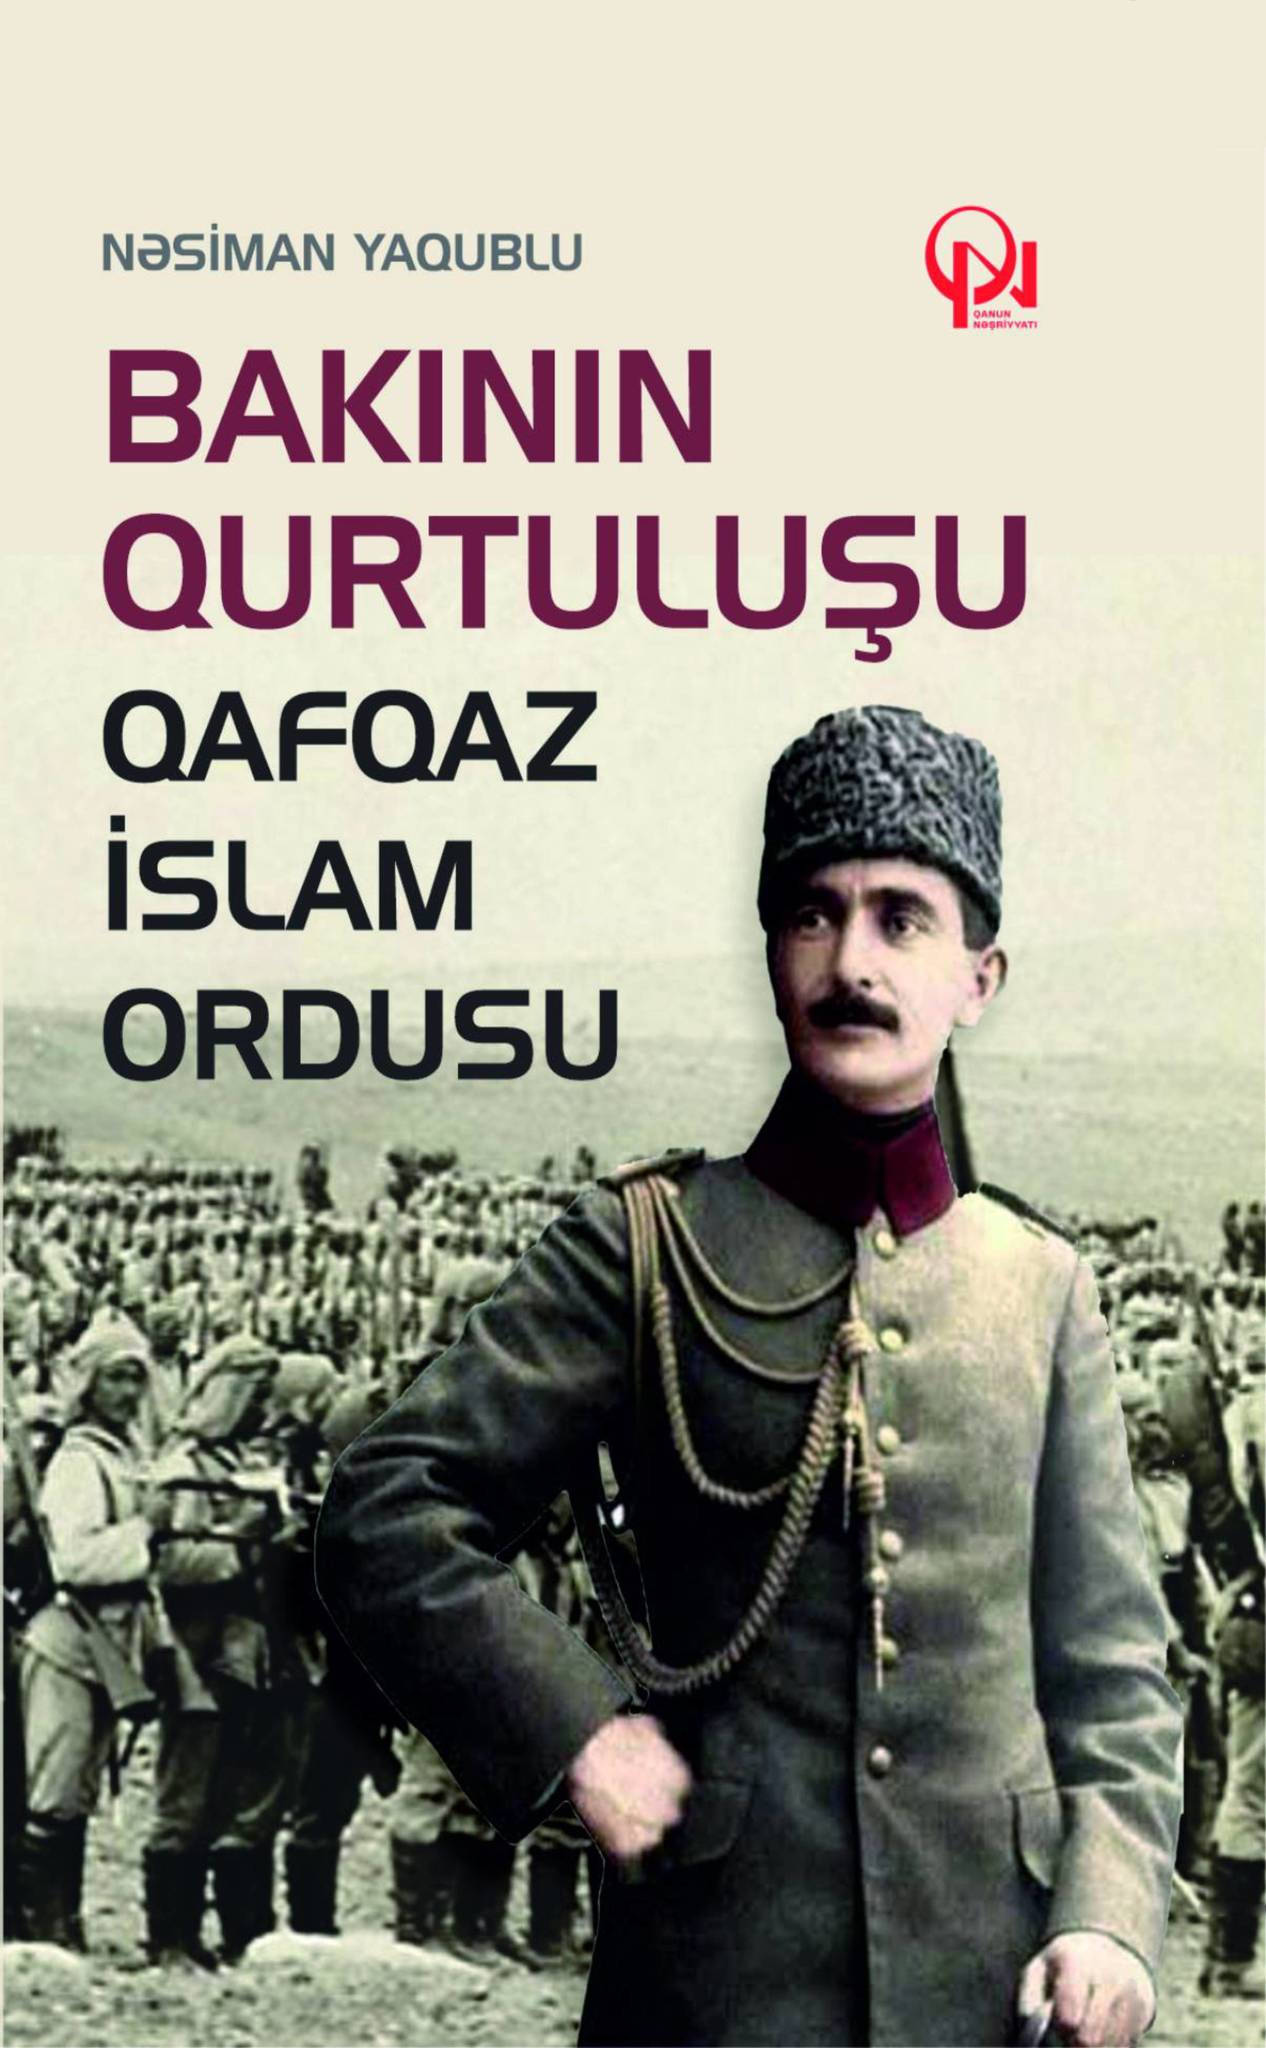 NƏSİMAN YAQUBLU
QANUN
NƏŞRİYYATI
BAKININ
QURTULUŞU
QAFQAZ
İSLAM
ORDUSU